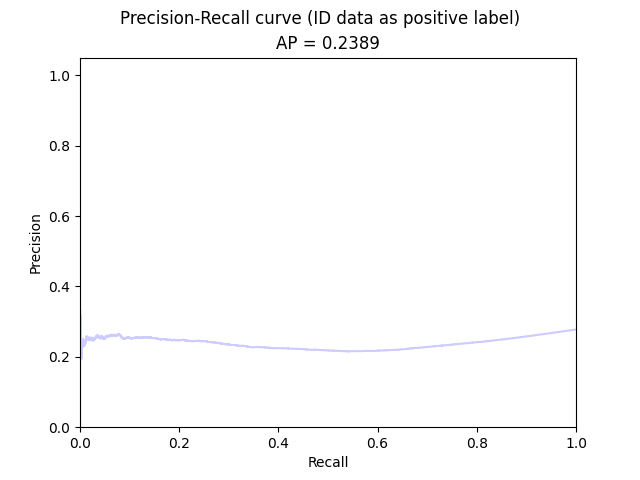 Precision-Recall curve (ID data as positive label)
AP = 0.2389
1.0
0.8
0.6
0.4
0.2
0.0
Precision
0.0 0.2 0.4 0.6 0.8 1.0
Recall